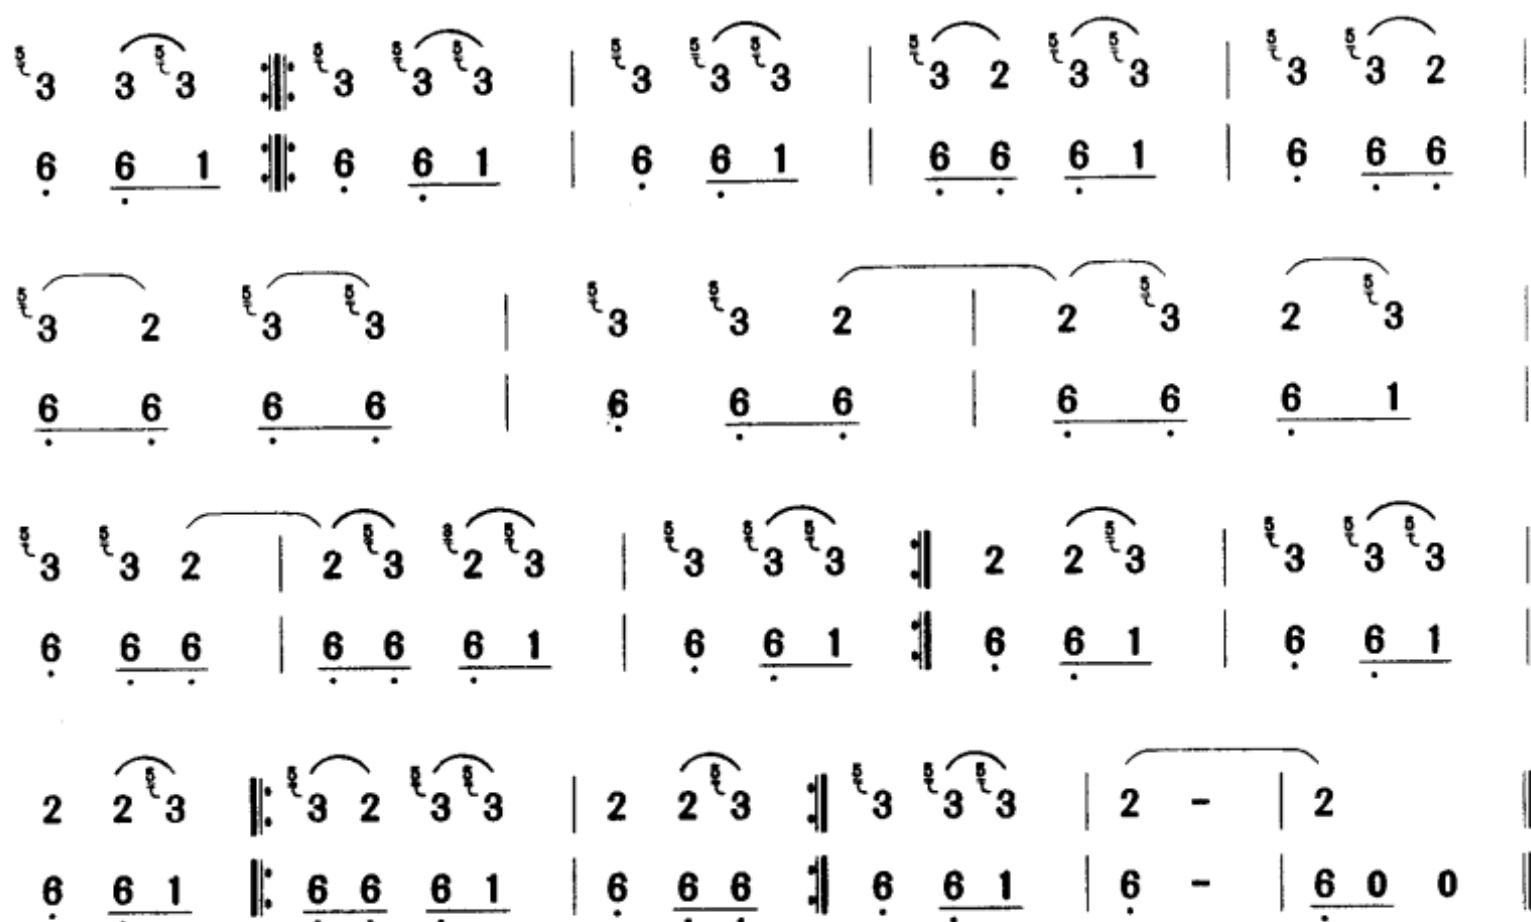 3 3 3 3 3 3 3 3 3 3 2 3 3 3 3 2
6 6 1 6 6 1 6 6 1 6 6 6 1 6 6 6
3 2 3 3 3 3 2 2 3 2 3
6 6 6 6 6 6 6 6 6 6 1
3 3 2 2 3 2 3 3 3 3 2 2 3 3 3 3
6 6 6 6 6 6 1 6 6 1 6 6 1 6 6 1
2 2 3 3 2 3 3 2 2 3 3 3 3 2 - 2
6 6 1 6 6 6 1 6 6 6 6 6 1 6 - 6 0 0